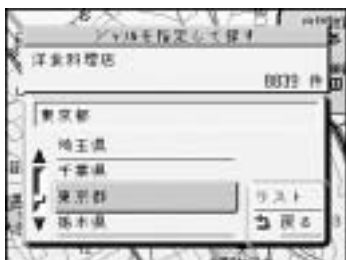 ジャンルを指定して探す
洋食料理店
8839 件
東京都
埼玉県
千葉県
東京都
栃木県
リスト
戻る